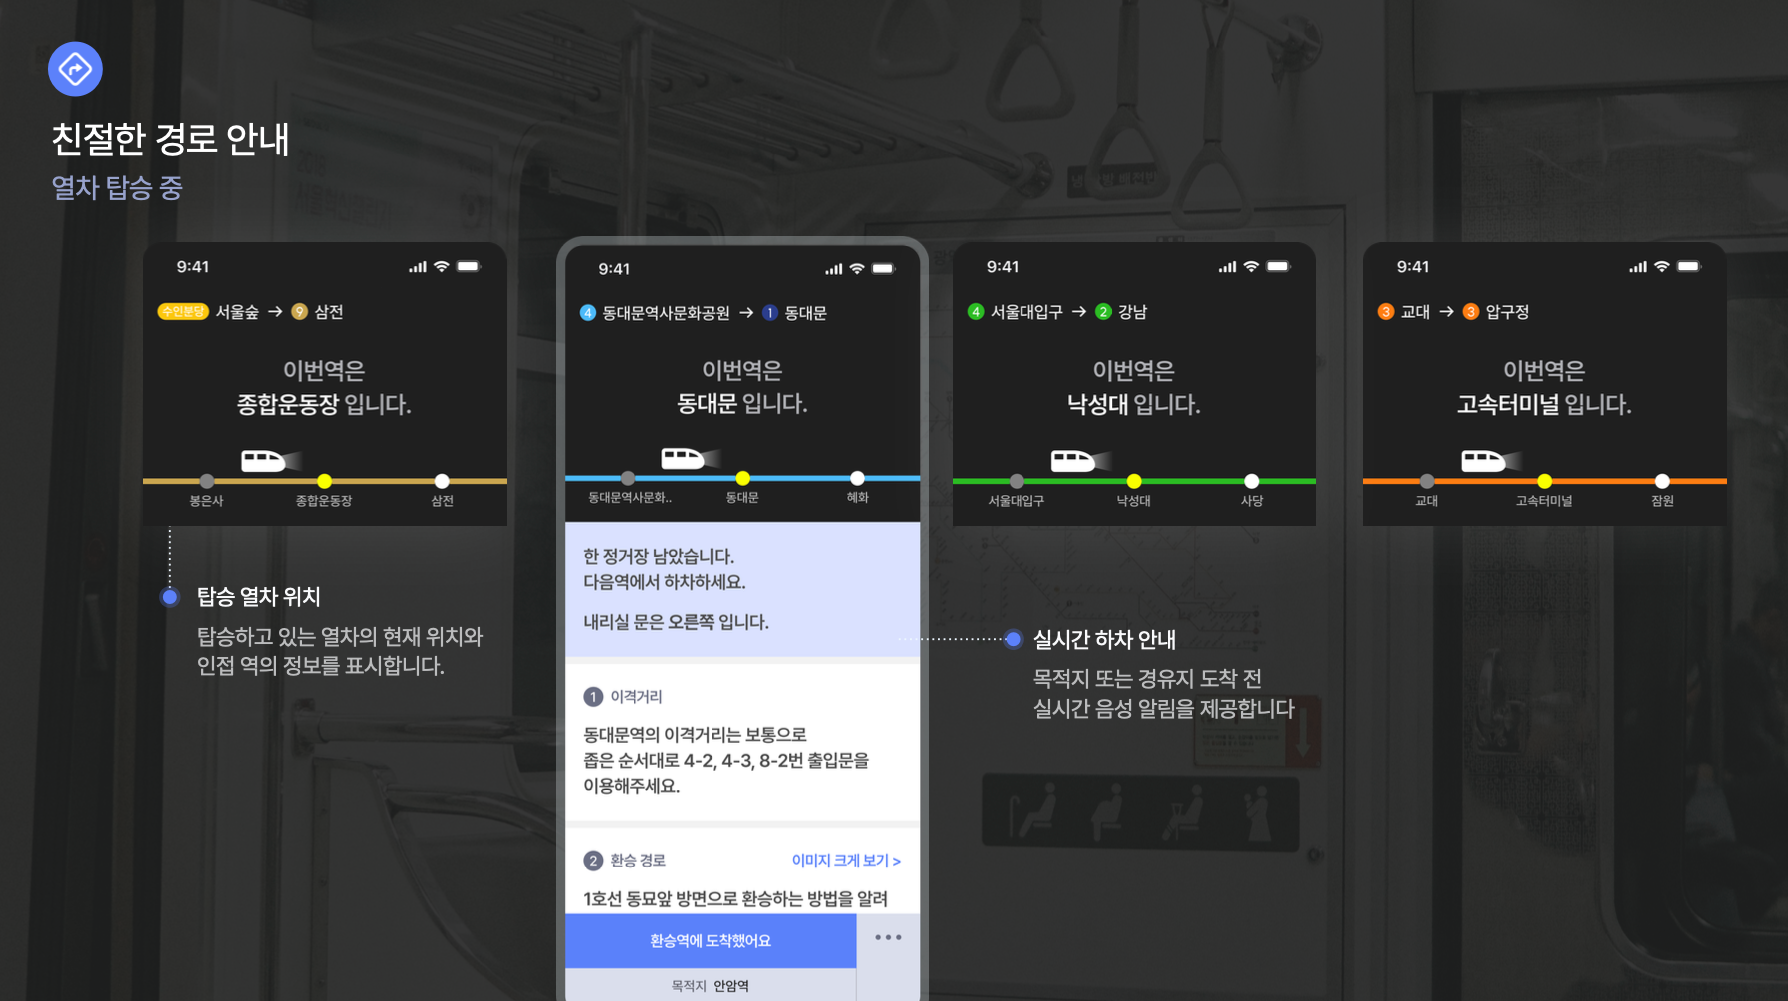 친절한 경로 안내
열차 탑승 중
9:41
수인분당 서울숲 → 9 삼전
이번역은
종합운동장 입니다.
봉은사 종합운동장 삼전
탑승 열차 위치
탑승하고 있는 열차의 현재 위치와
인접 역의 정보를 표시합니다.
9:41
4 동대문역사문화공원 → 1 동대문
이번역은
동대문 입니다.
동대문역사문화.. 동대문 혜화
한 정거장 남았습니다.
다음역에서 하차하세요.
내리실 문은 오른쪽 입니다.
1 이격거리
동대문역의 이격거리는 보통으로
좁은 순서대로 4-2, 4-3, 8-2번 출입문을
이용해주세요.
2 환승 경로 이미지 크게 보기 >
1호선 동묘앞 방면으로 환승하는 방법을 알려
환승역에 도착했어요
목적지 안암역
9:41
4 서울대입구 → 2 강남
이번역은
낙성대 입니다.
서울대입구 낙성대 사당
실시간 하차 안내
목적지 또는 경유지 도착 전
실시간 음성 알림을 제공합니다
9:41
3 교대 → 3 압구정
이번역은
고속터미널 입니다.
교대 고속터미널 잠원